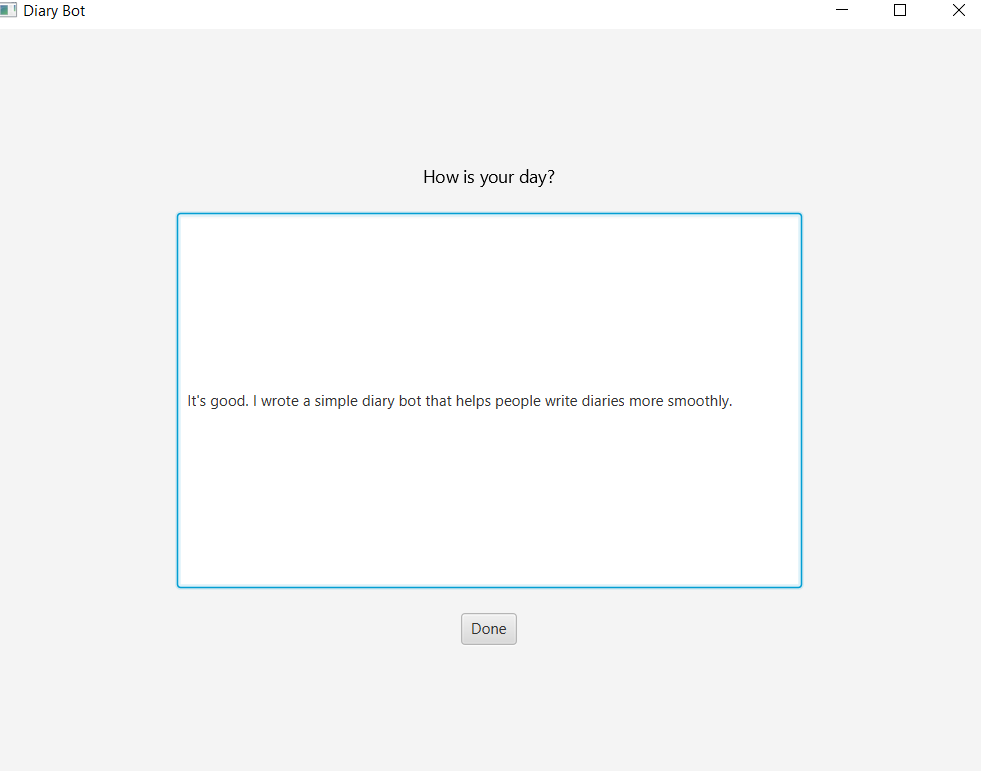 Diary Bot
How is your day?
It's good. I wrote a simple diary bot that helps people write diaries more smoothly.
Done